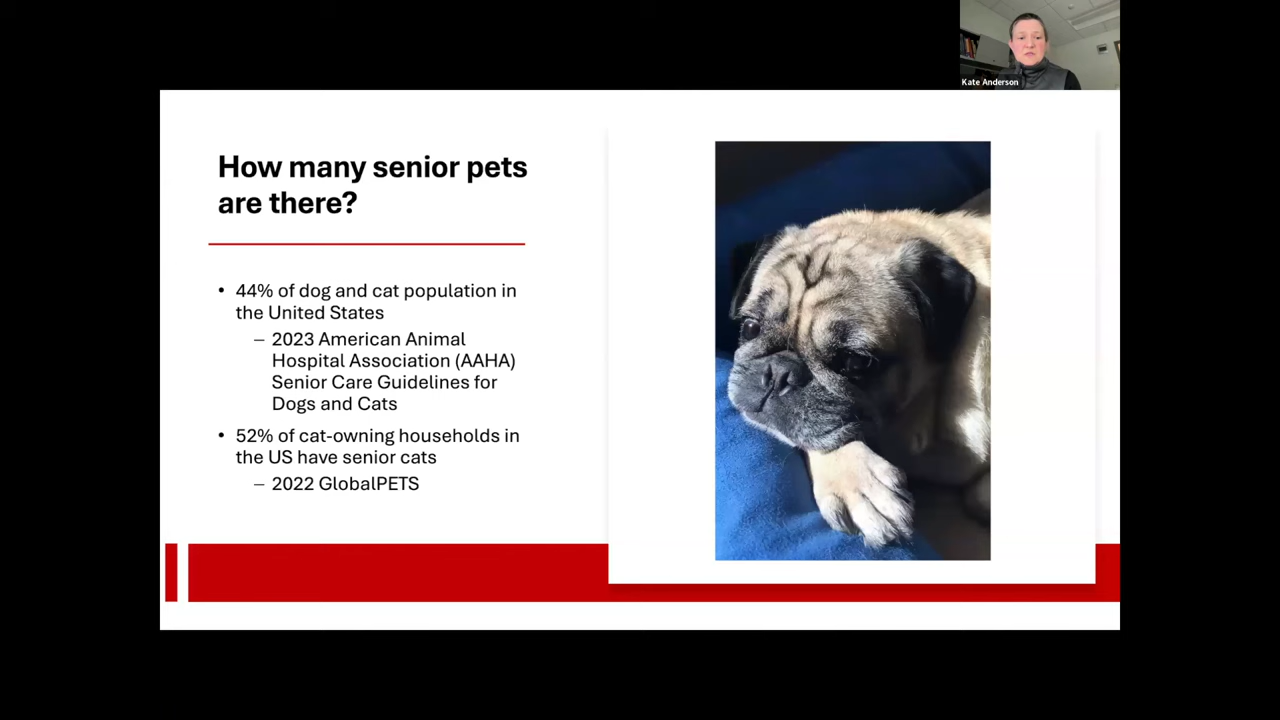 Kate Anderson
How many senior pets
are there?
• 44% of dog and cat population in
the United States
– 2023 American Animal
Hospital Association (AAHA)
Senior Care Guidelines for
Dogs and Cats
• 52% of cat-owning households in
the US have senior cats
– 2022 GlobalPETS